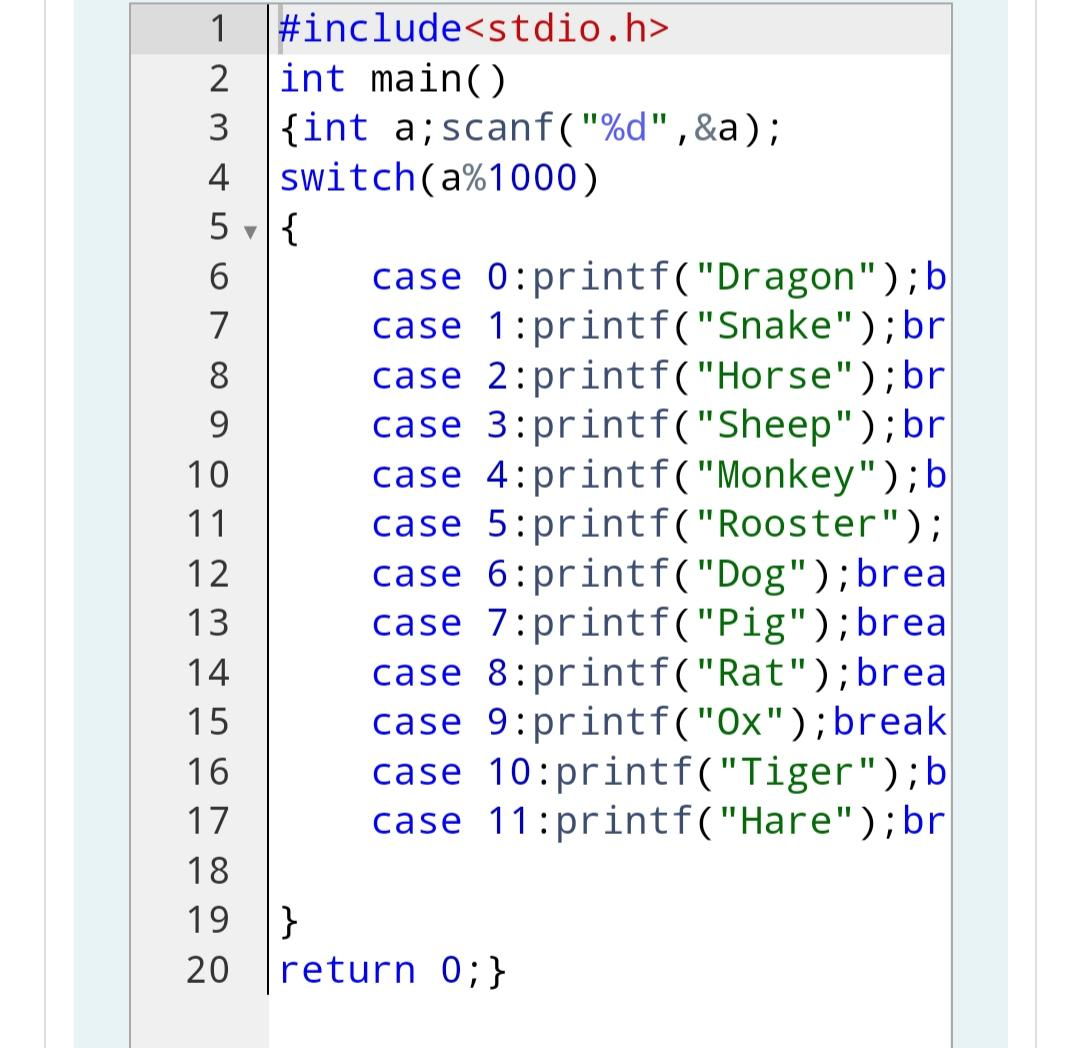 1 #include<stdio.h>
2 int main()
3 {int a;scanf("%d",&a);
4 switch(a%1000)
5 {
6 case 0:printf("Dragon");b
7 case 1:printf("Snake");br
8 case 2:printf("Horse");br
9 case 3:printf("Sheep");br
10 case 4:printf("Monkey");b
11 case 5:printf("Rooster");
12 case 6:printf("Dog");brea
13 case 7:printf("Pig");brea
14 case 8:printf("Rat");brea
15 case 9:printf("Ox");break
16 case 10:printf("Tiger");b
17 case 11:printf("Hare");br
18
19 }
20 return 0;}